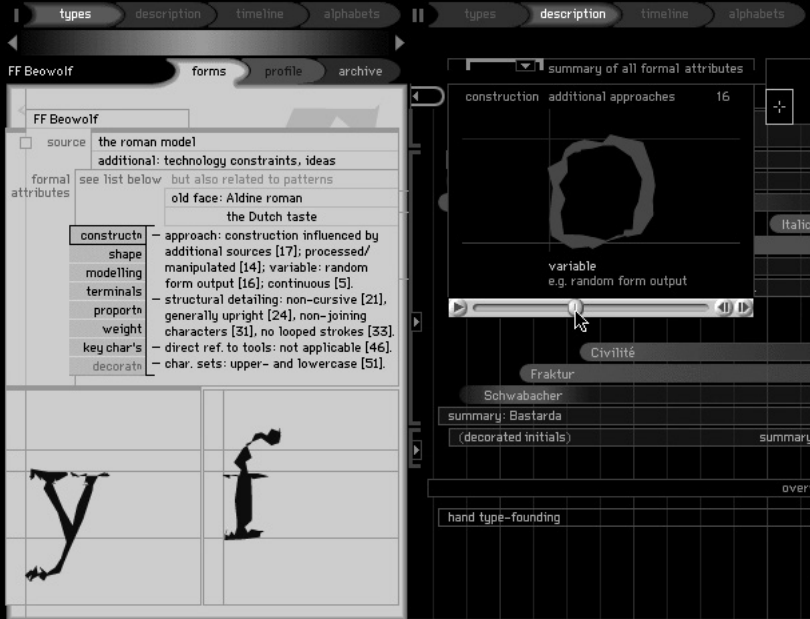 types description timeline alphabets
FF Beowolf forms profile archive
FF Beowolf
source the roman model
additional: technology constraints, ideas
formal attributes see list below but also related to patterns
old face: Aldine roman
the Dutch taste
constructn
shape
modelling
terminals
proportn
weight
key char's
decoratn
– approach: construction influenced by
additional sources [17]; processed/
manipulated [14]; variable: random
form output [16]; continuous [5].
– structural detailing: non-cursive [21],
generally upright [24], non-joining
characters [31], no looped strokes [33].
– direct ref. to tools: not applicable [46].
– char. sets: upper- and lowercase [51].
y f
types description timeline alphabets
summary of all formal attributes
construction additional approaches 16
variable
e.g. random form output
Italic
Civilité
Fraktur
Schwabacher
summary: Bastarda
(decorated initials) summary
over
hand type-founding